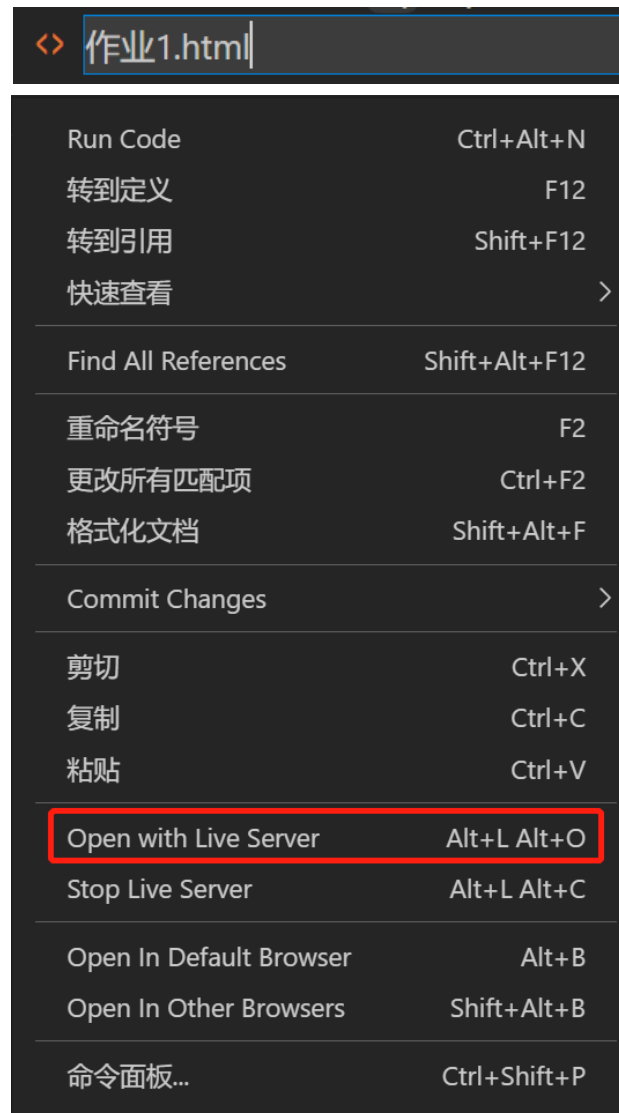 作业1.html
Run Code Ctrl+Alt+N
转到定义 F12
转到引用 Shift+F12
快速查看
Find All References Shift+Alt+F12
重命名符号 F2
更改所有匹配项 Ctrl+F2
格式化文档 Shift+Alt+F
Commit Changes
剪切 Ctrl+X
复制 Ctrl+C
粘贴 Ctrl+V
Open with Live Server Alt+L Alt+O
Stop Live Server Alt+L Alt+C
Open In Default Browser Alt+B
Open In Other Browsers Shift+Alt+B
命令面板... Ctrl+Shift+P